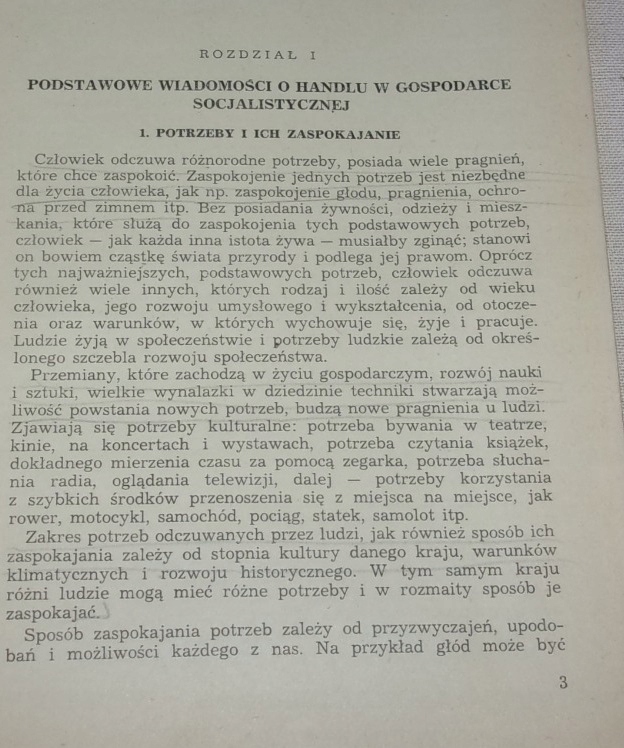 ROZDZIAŁ I
PODSTAWOWE WIADOMOŚCI O HANDLU W GOSPODARCE
SOCJALISTYCZNEJ
1. POTRZEBY I ICH ZASPOKAJANIE
Człowiek odczuwa różnorodne potrzeby, posiada wiele pragnień,
które chce zaspokoić. Zaspokojenie jednych potrzeb jest niezbędne
dla życia człowieka, jak np. zaspokojenie głodu, pragnienia, ochro-
na przed zimnem itp. Bez posiadania żywności, odzieży i miesz-
kania, które służą do zaspokojenia tych podstawowych potrzeb,
człowiek — jak każda inna istota żywa — musiałby zginąć; stanowi
on bowiem cząstkę świata przyrody i podlega jej prawom. Oprócz
tych najważniejszych, podstawowych potrzeb, człowiek odczuwa
również wiele innych, których rodzaj i ilość zależy od wieku
człowieka, jego rozwoju umysłowego i wykształcenia, od otocze-
nia oraz warunków, w których wychowuje się, żyje i pracuje.
Ludzie żyją w społeczeństwie i potrzeby ludzkie zależą od okreś-
lonego szczebla rozwoju społeczeństwa.
Przemiany, które zachodzą w życiu gospodarczym, rozwój nauki
i sztuki, wielkie wynalazki w dziedzinie techniki stwarzają moż-
liwość powstania nowych potrzeb, budzą nowe pragnienia u ludzi.
Zjawiają się potrzeby kulturalne: potrzeba bywania w teatrze,
kinie, na koncertach i wystawach, potrzeba czytania książek,
dokładnego mierzenia czasu za pomocą zegarka, potrzeba słucha-
nia radia, oglądania telewizji, dalej — potrzeby korzystania
z szybkich środków przenoszenia się z miejsca na miejsce, jak
rower, motocykl, samochód, pociąg, statek, samolot itp.
Zakres potrzeb odczuwanych przez ludzi, jak również sposób ich
zaspokajania zależy od stopnia kultury danego kraju, warunków
klimatycznych i rozwoju historycznego. W tym samym kraju
różni ludzie mogą mieć różne potrzeby i w rozmaity sposób je
zaspokajać.
Sposób zaspokajania potrzeb zależy od przyzwyczajeń, upodo-
bań i możliwości każdego z nas. Na przykład głód może być
3